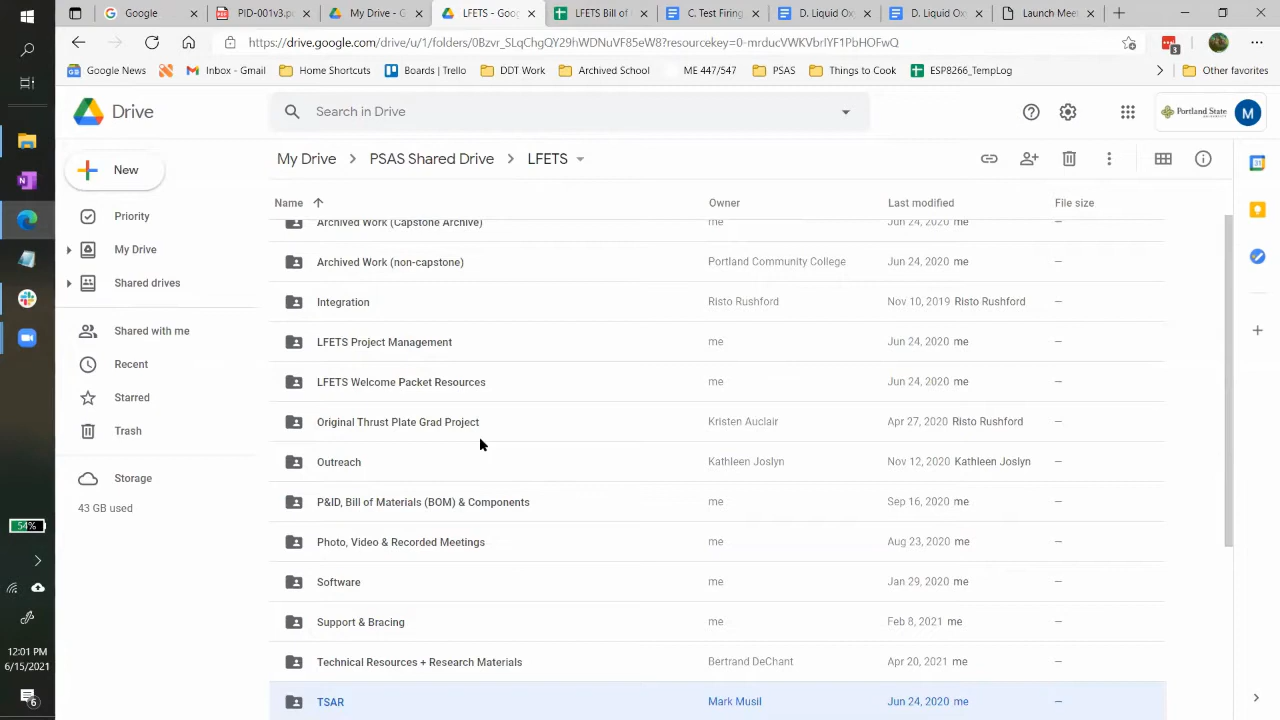 Google
PID-001v3.pd
My Drive - G
LFETS - Goog
LFETS Bill of
C. Test Firing
D. Liquid Ox
D. Liquid Ox
Launch Meet
https://drive.google.com/drive/u/1/folders/0Bzvr_SLqChgQY29hWDNuVF85eW8?resourcekey=0-mrducVWKVbrIYF1PbHOFwQ
3
Google News
Inbox - Gmail
Home Shortcuts
Boards | Trello
DDT Work
Archived School
ME 447/547
PSAS
Things to Cook
ESP8266_TempLog
Other favorites
Drive
Search in Drive
Portland State
M
New
My Drive
PSAS Shared Drive
LFETS
Name
Owner
Last modified
File size
Priority
My Drive
Shared drives
Shared with me
Recent
Starred
Trash
Storage
43 GB used
Archived Work (Capstone Archive) me Jun 24, 2020 me –
Archived Work (non-capstone) Portland Community College Jun 24, 2020 me –
Integration Risto Rushford Nov 10, 2019 Risto Rushford –
LFETS Project Management me Jun 24, 2020 me –
LFETS Welcome Packet Resources me Jun 24, 2020 me –
Original Thrust Plate Grad Project Kristen Auclair Apr 27, 2020 Risto Rushford –
Outreach Kathleen Joslyn Nov 12, 2020 Kathleen Joslyn –
P&ID, Bill of Materials (BOM) & Components me Sep 16, 2020 me –
Photo, Video & Recorded Meetings me Aug 23, 2020 me –
Software me Jan 29, 2020 me –
Support & Bracing me Feb 8, 2021 me –
Technical Resources + Research Materials Bertrand DeChant Apr 20, 2021 me –
TSAR Mark Musil Jun 24, 2020 me –
31
54%
12:01 PM
6/15/2021
6